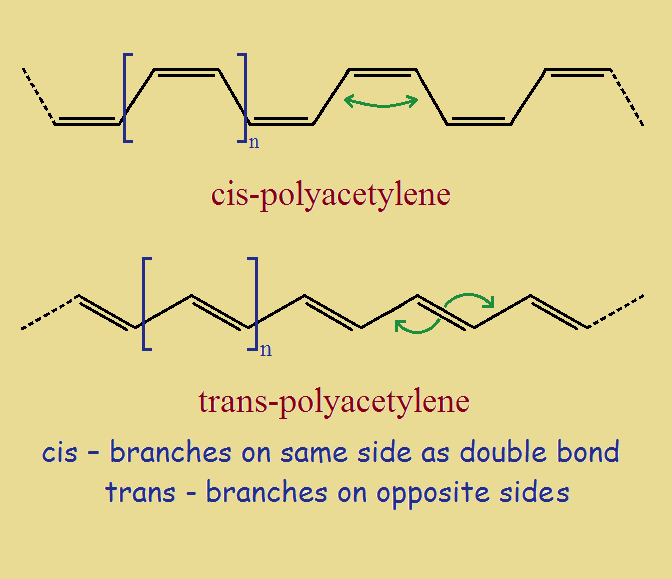 n
cis-polyacetylene
n
trans-polyacetylene
cis – branches on same side as double bond
trans - branches on opposite sides